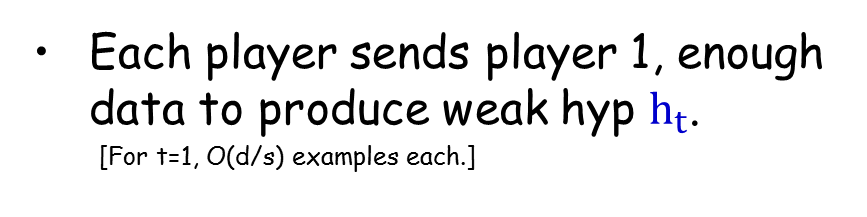 • Each player sends player 1, enough
data to produce weak hyp hₜ.
[For t=1, O(d/s) examples each.]